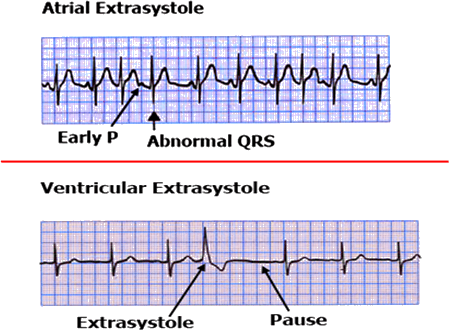 Atrial Extrasystole
Early P
Abnormal QRS
Ventricular Extrasystole
Extrasystole
Pause